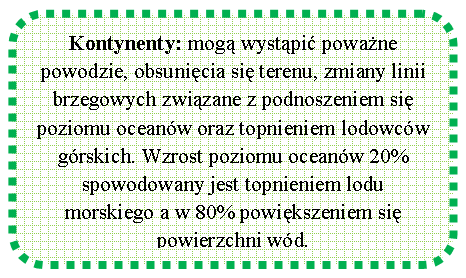 Kontynenty: mogą wystąpić poważne
powodzie, obsunięcia się terenu, zmiany linii
brzegowych związane z podnoszeniem się
poziomu oceanów oraz topnieniem lodowców
górskich. Wzrost poziomu oceanów 20%
spowodowany jest topnieniem lodu
morskiego a w 80% powiększeniem się
powierzchni wód.